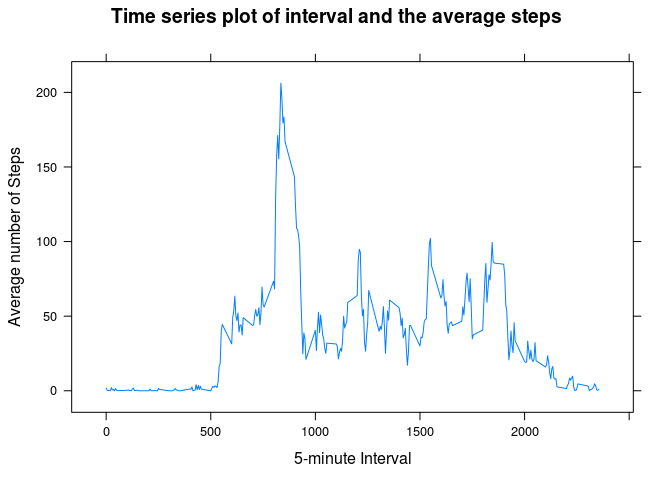 Time series plot of interval and the average steps
Average number of Steps
200
150
100
50
0
0 500 1000 1500 2000
5-minute Interval